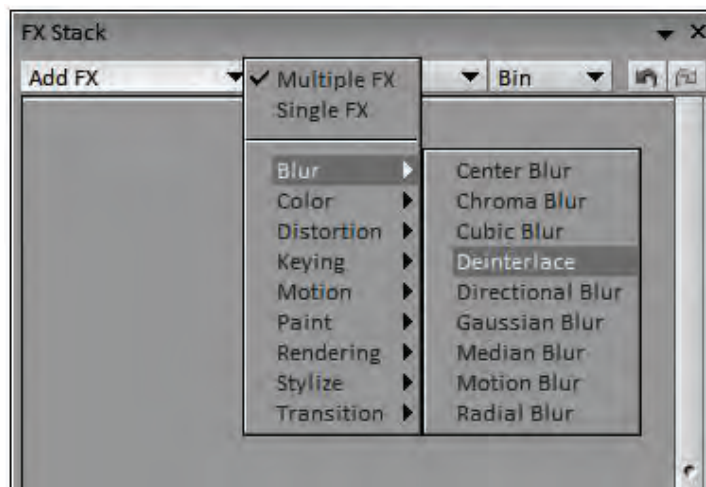 FX Stack
Add FX
Bin
Multiple FX
Single FX
Blur
Color
Distortion
Keying
Motion
Paint
Rendering
Stylize
Transition
Center Blur
Chroma Blur
Cubic Blur
Deinterlace
Directional Blur
Gaussian Blur
Median Blur
Motion Blur
Radial Blur